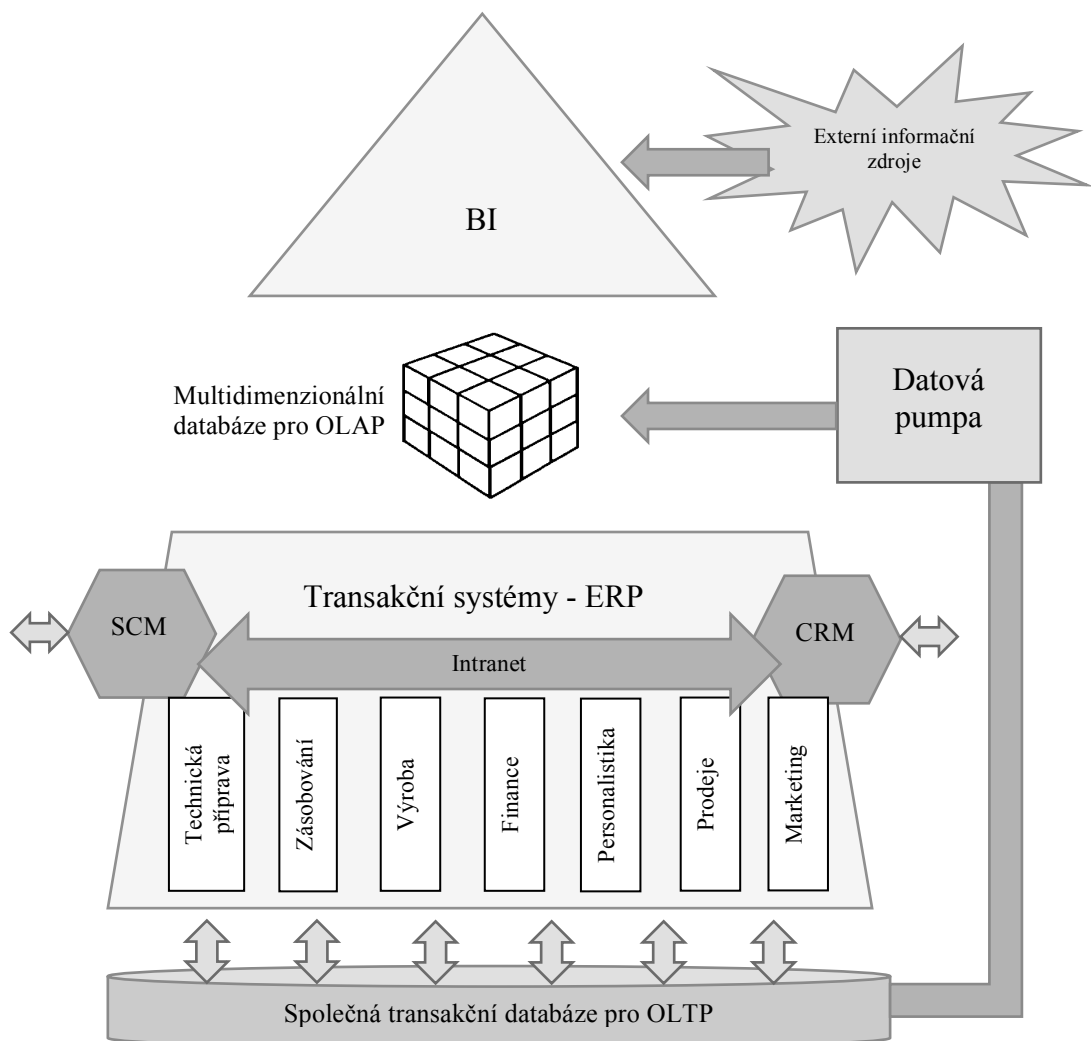 Externí informační
zdroje
BI
Multidimenzionální
databáze pro OLAP
Datová
pumpa
Transakční systémy - ERP
SCM
CRM
Intranet
Technická
příprava
Zásobování
Výroba
Finance
Personalistika
Prodeje
Marketing
Společná transakční databáze pro OLTP